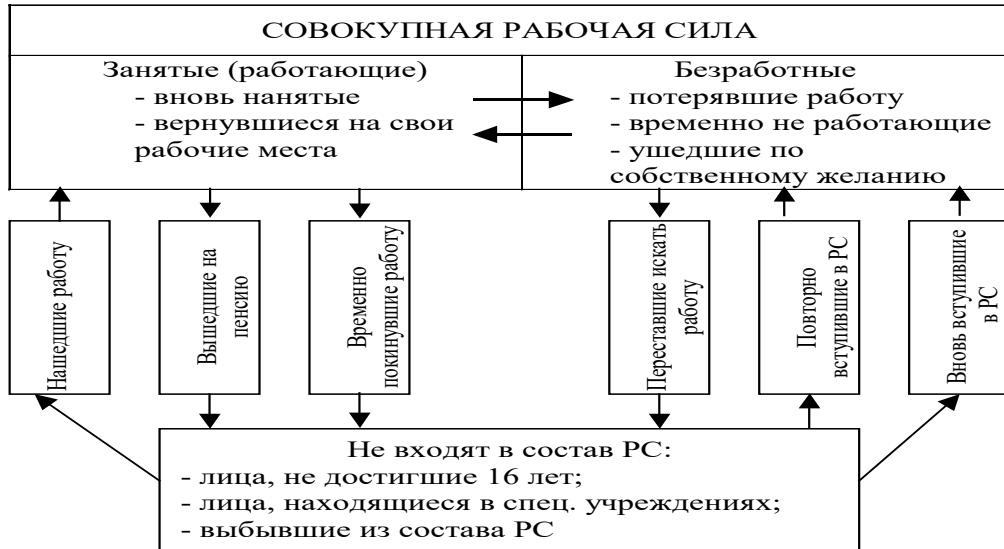 СОВОКУПНАЯ РАБОЧАЯ СИЛА
Занятые (работающие)
- вновь нанятые
- вернувшиеся на свои
рабочие места
Безработные
- потерявшие работу
- временно не работающие
- ушедшие по
собственному желанию
Нашедшие работу
Вышедшие на
пенсию
Временно
покинувшие работу
Переставшие искать
работу
Повторно
вступившие в РС
Вновь вступившие
в РС
Не входят в состав РС:
- лица, не достигшие 16 лет;
- лица, находящиеся в спец. учреждениях;
- выбывшие из состава РС